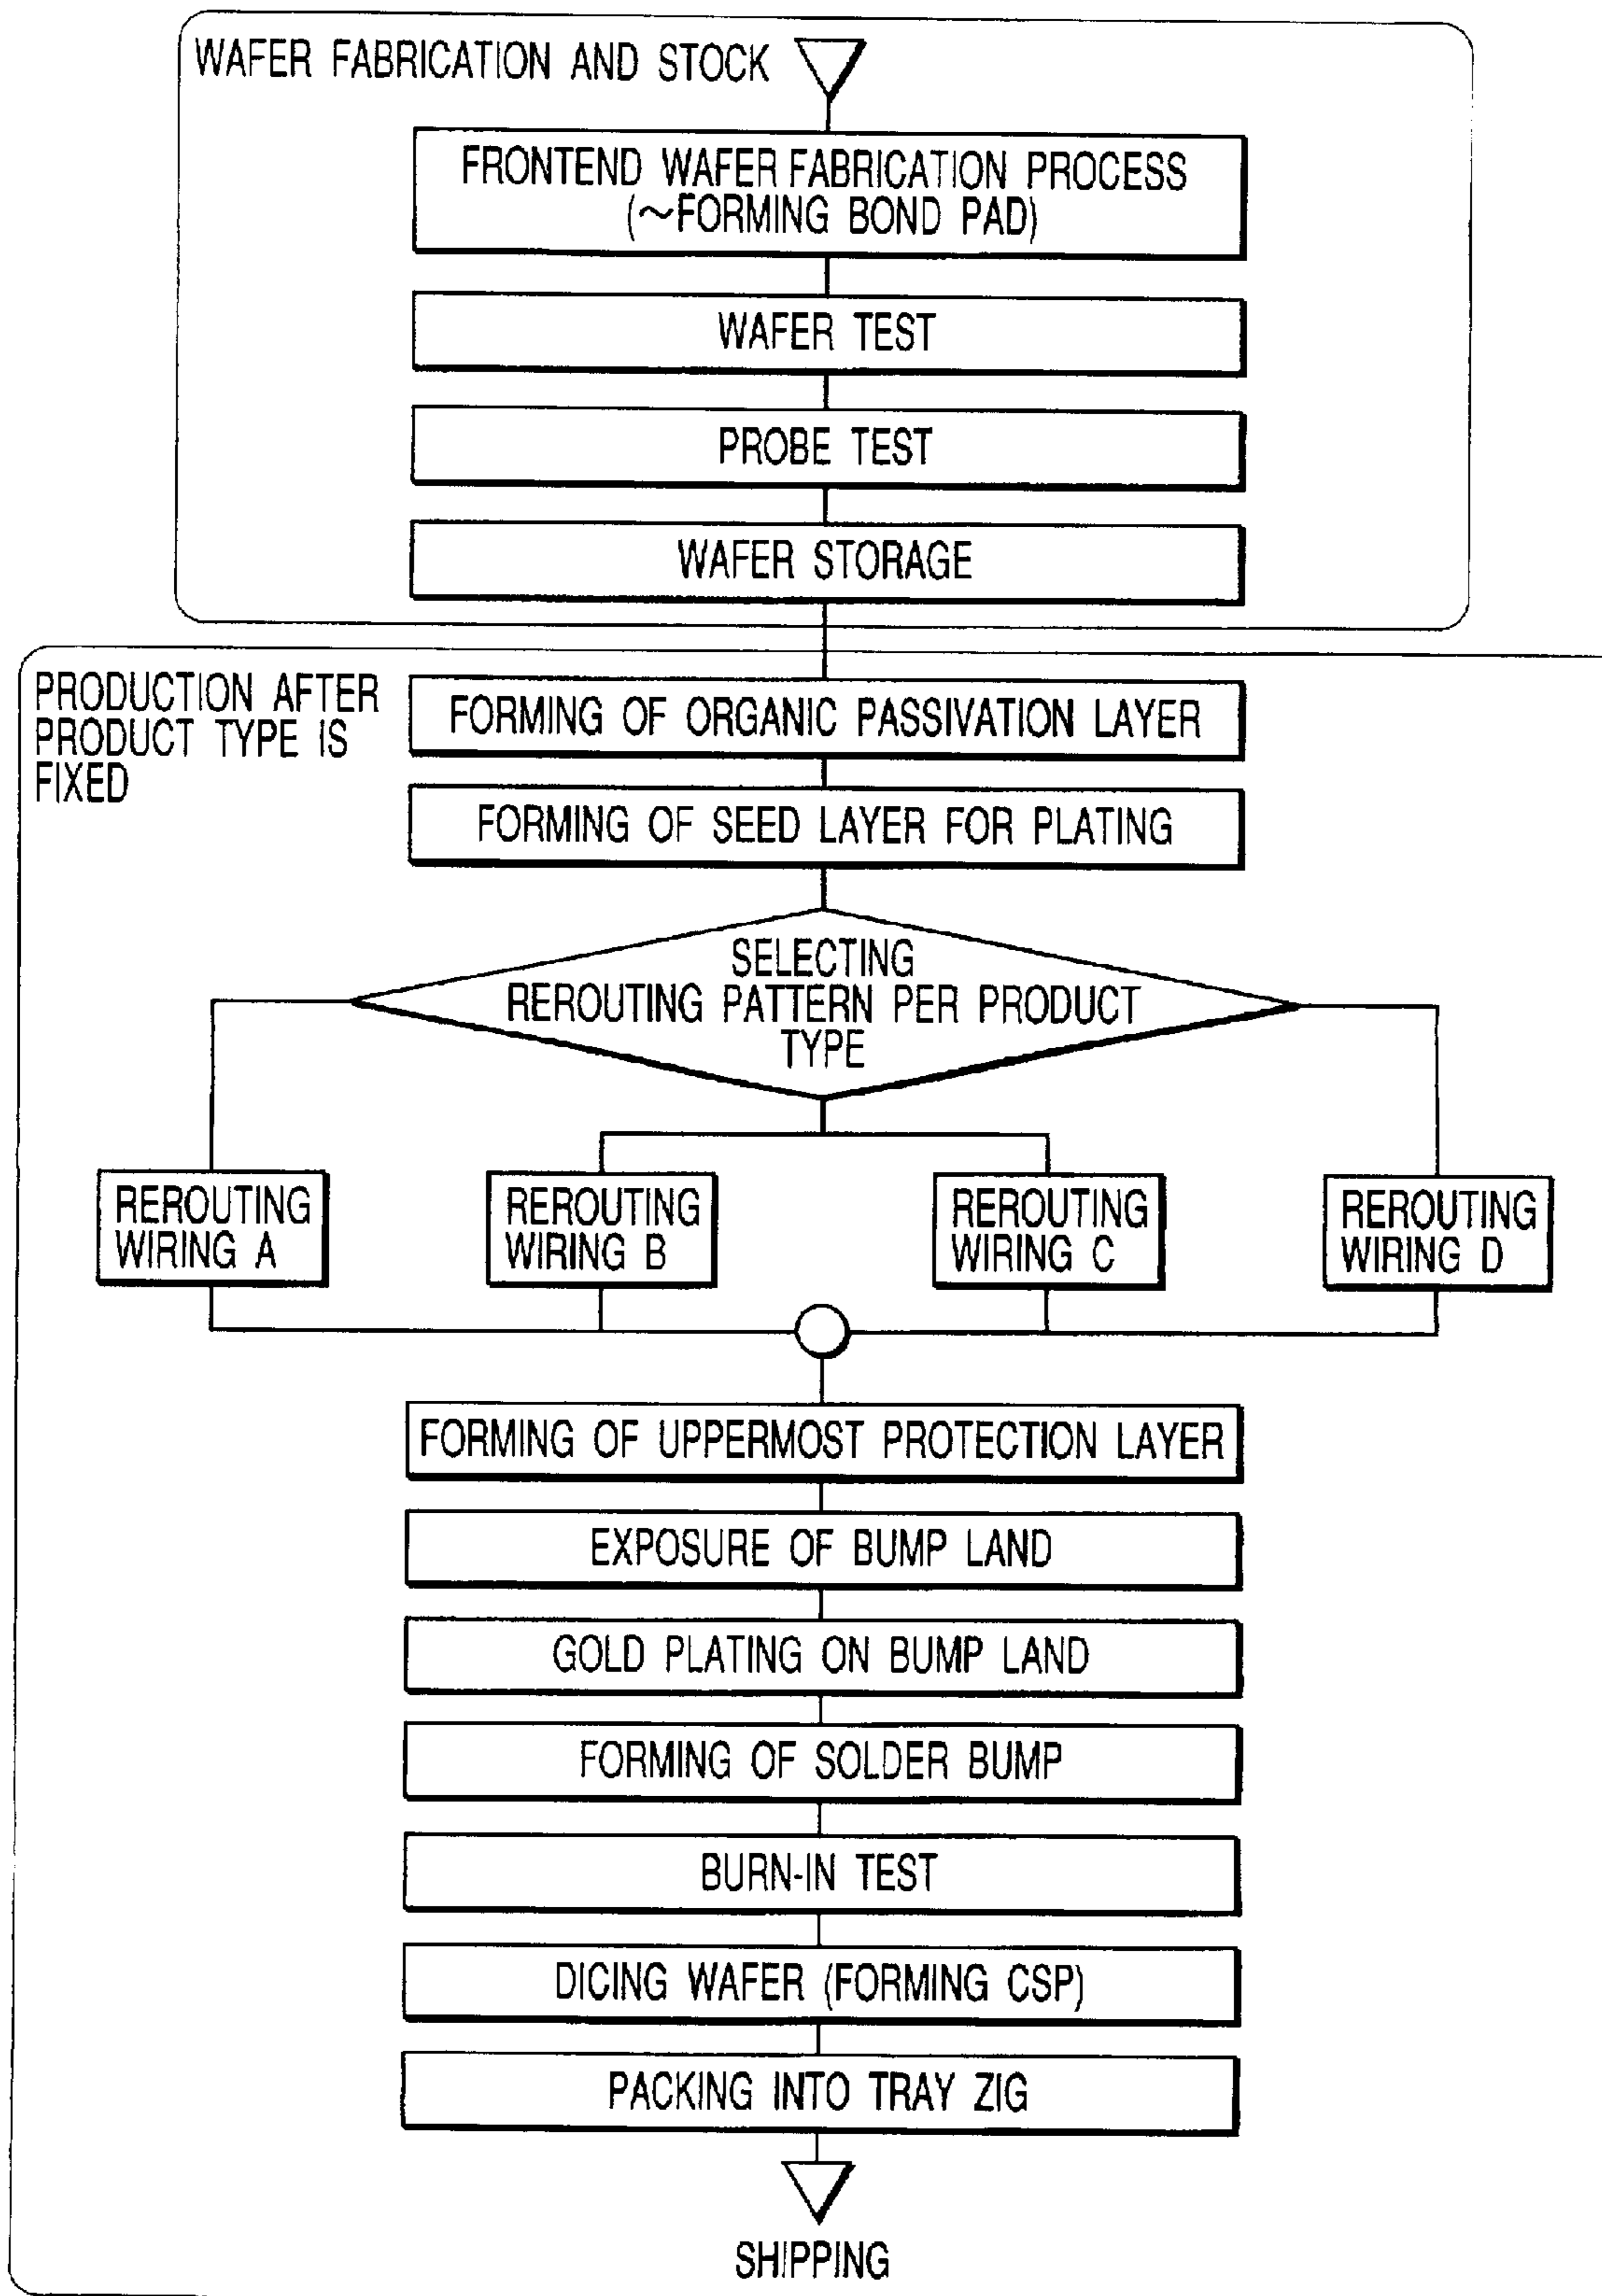 WAFER FABRICATION AND STOCK
FRONTEND WAFER FABRICATION PROCESS
(~FORMING BOND PAD)
WAFER TEST
PROBE TEST
WAFER STORAGE
PRODUCTION AFTER
PRODUCT TYPE IS
FIXED
FORMING OF ORGANIC PASSIVATION LAYER
FORMING OF SEED LAYER FOR PLATING
SELECTING
REROUTING PATTERN PER PRODUCT
TYPE
REROUTING
WIRING A
REROUTING
WIRING B
REROUTING
WIRING C
REROUTING
WIRING D
FORMING OF UPPERMOST PROTECTION LAYER
EXPOSURE OF BUMP LAND
GOLD PLATING ON BUMP LAND
FORMING OF SOLDER BUMP
BURN-IN TEST
DICING WAFER (FORMING CSP)
PACKING INTO TRAY ZIG
SHIPPING